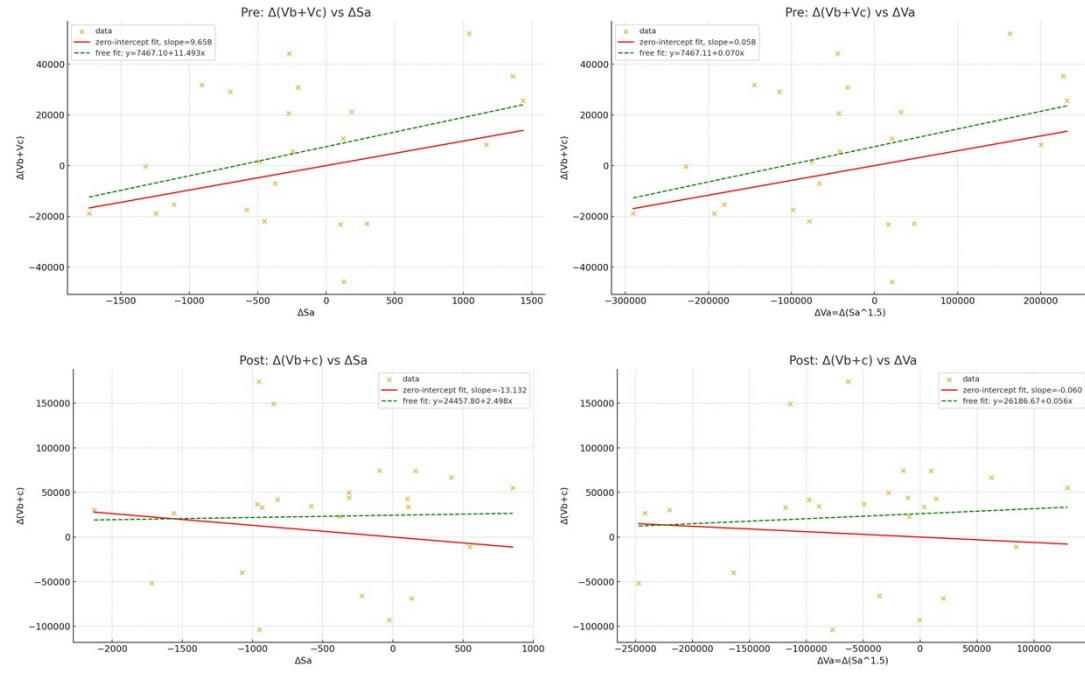 Pre: Δ(Vb+Vc) vs ΔSa
data
zero-intercept fit, slope=9.658
free fit: y=7467.10+11.493x
Δ(Vb+Vc)
40000
20000
0
−20000
−40000
−1500
−1000
−500
0
500
1000
1500
ΔSa
Pre: Δ(Vb+Vc) vs ΔVa
data
zero-intercept fit, slope=0.058
free fit: y=7467.11+0.070x
Δ(Vb+Vc)
40000
20000
0
−20000
−40000
−300000
−200000
−100000
0
100000
200000
ΔVa=Δ(Sa^1.5)
Post: Δ(Vb+c) vs ΔSa
data
zero-intercept fit, slope=-13.132
free fit: y=24457.80+2.498x
Δ(Vb+c)
150000
100000
50000
0
−50000
−100000
−2000
−1500
−1000
−500
0
500
1000
ΔSa
Post: Δ(Vb+c) vs ΔVa
data
zero-intercept fit, slope=-0.060
free fit: y=26186.67+0.056x
Δ(Vb+c)
150000
100000
50000
0
−50000
−100000
−250000
−200000
−150000
−100000
−50000
0
50000
100000
ΔVa=Δ(Sa^1.5)